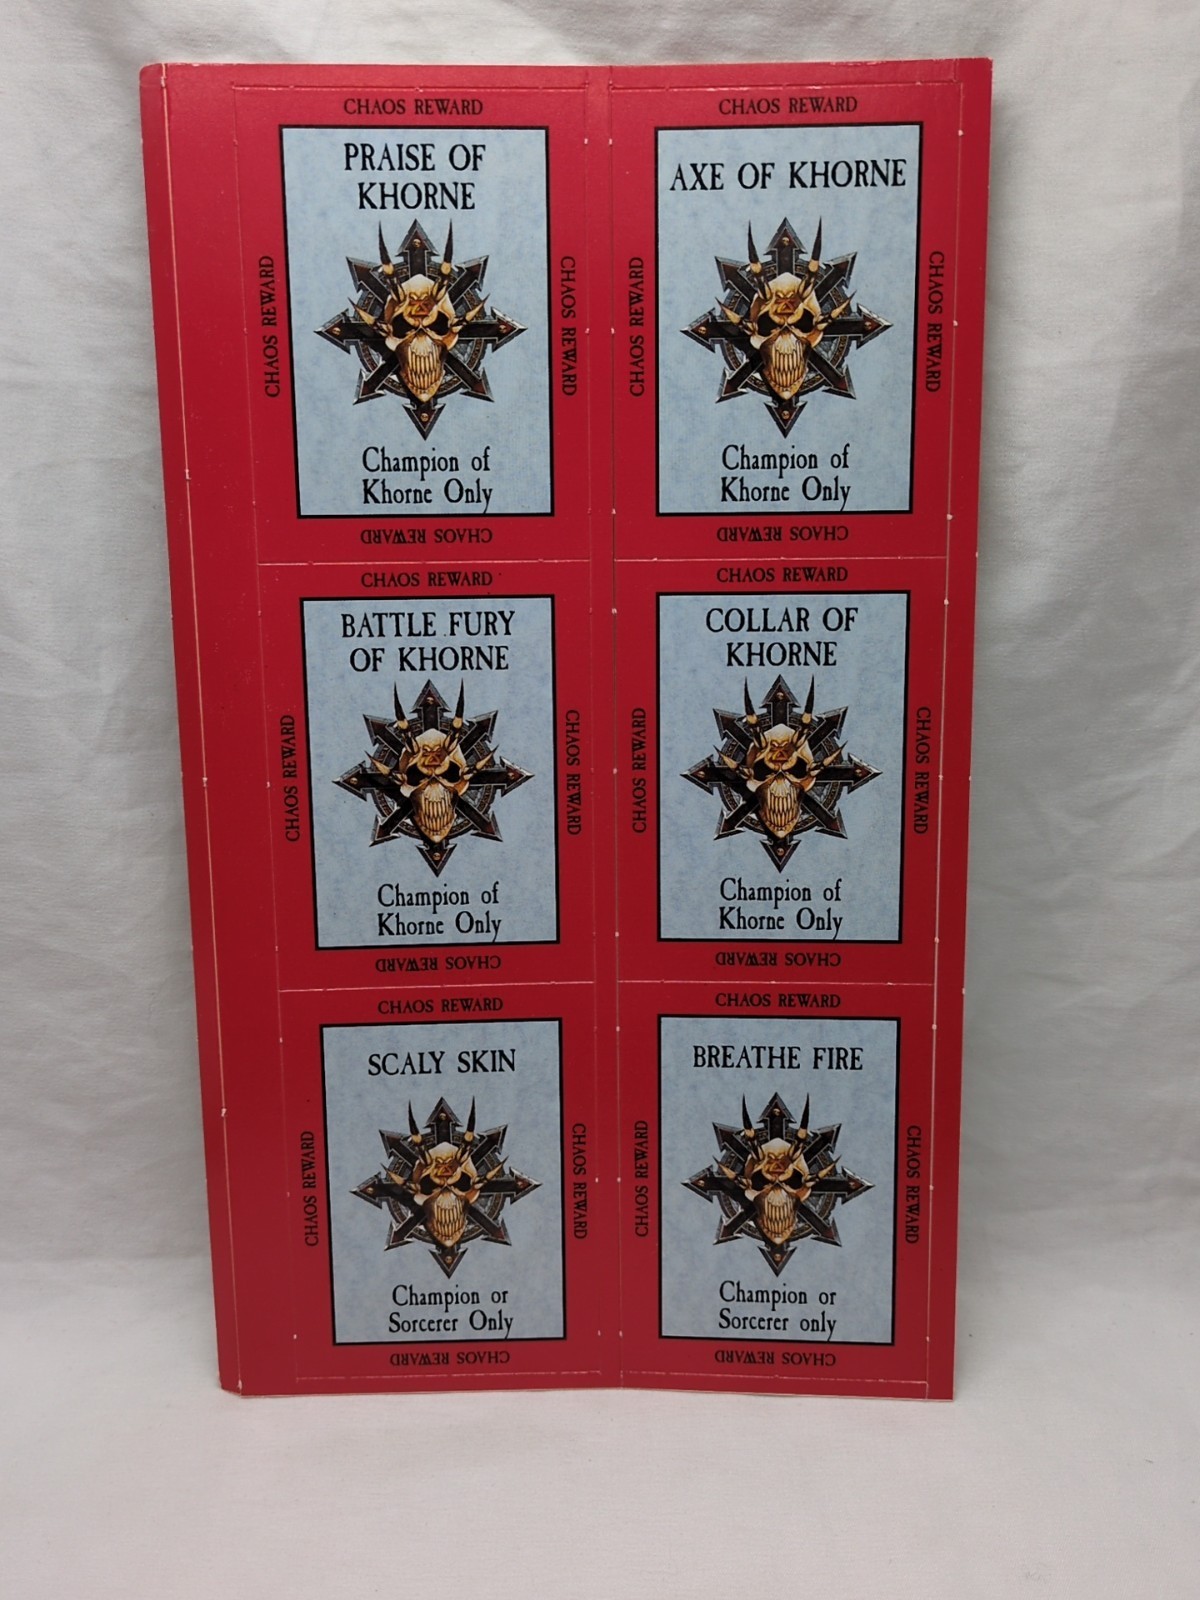 CHAOS REWARD
PRAISE OF
KHORNE
CHAOS REWARD
CHAOS REWARD
Champion of
Khorne Only
CHAOS REWARD
CHAOS REWARD
AXE OF KHORNE
CHAOS REWARD
CHAOS REWARD
Champion of
Khorne Only
CHAOS REWARD
CHAOS REWARD
BATTLE FURY
OF KHORNE
CHAOS REWARD
CHAOS REWARD
Champion of
Khorne Only
CHAOS REWARD
CHAOS REWARD
COLLAR OF
KHORNE
CHAOS REWARD
CHAOS REWARD
Champion of
Khorne Only
CHAOS REWARD
CHAOS REWARD
SCALY SKIN
CHAOS REWARD
CHAOS REWARD
Champion or
Sorcerer Only
CHAOS REWARD
CHAOS REWARD
BREATHE FIRE
CHAOS REWARD
CHAOS REWARD
Champion or
Sorcerer only
CHAOS REWARD